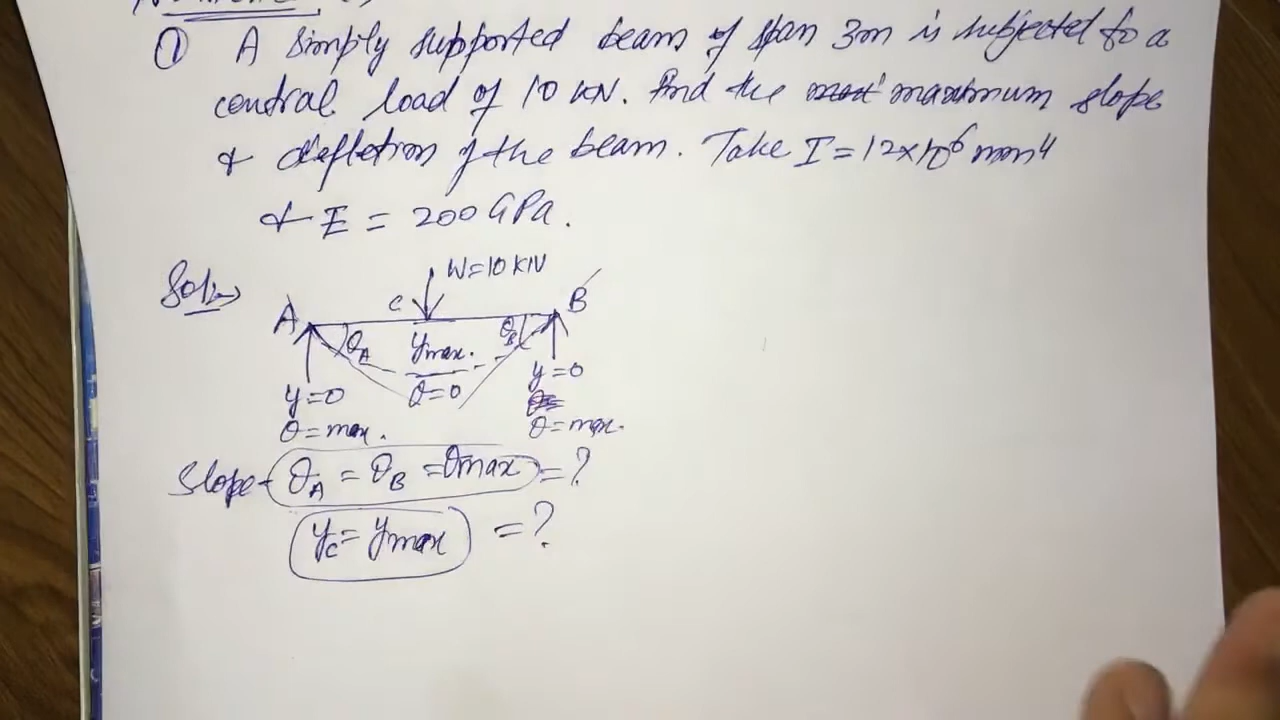 ① A simply supported beam of span 3m is subjected to a
central load of 10 KN. find the maximum slope
& defletion of the beam. Take I = 12×10⁶ mm⁴
& E = 200 GPa.
Soln
W=10 KN
A C B
θA ymax. θB
θ=0
y=0 y=0
θ=max. θ=max.
Slope- θA = θB = θmax = ?
yc = ymax = ?